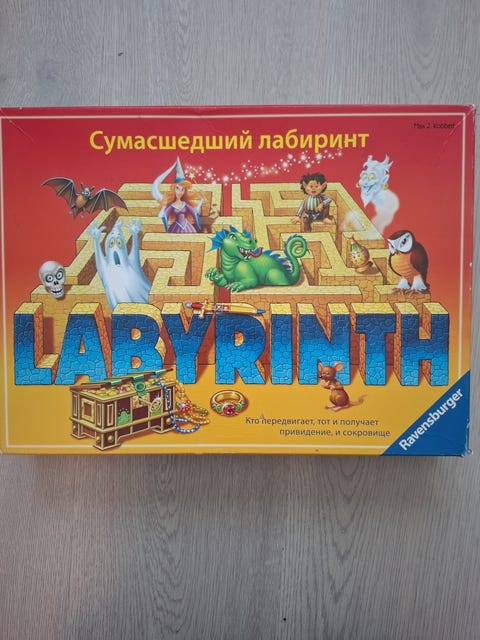 Max J. Kobbert
Сумасшедший лабиринт
LABYRINTH
Кто передвигает, тот и получает
привидение, и сокровище
Ravensburger